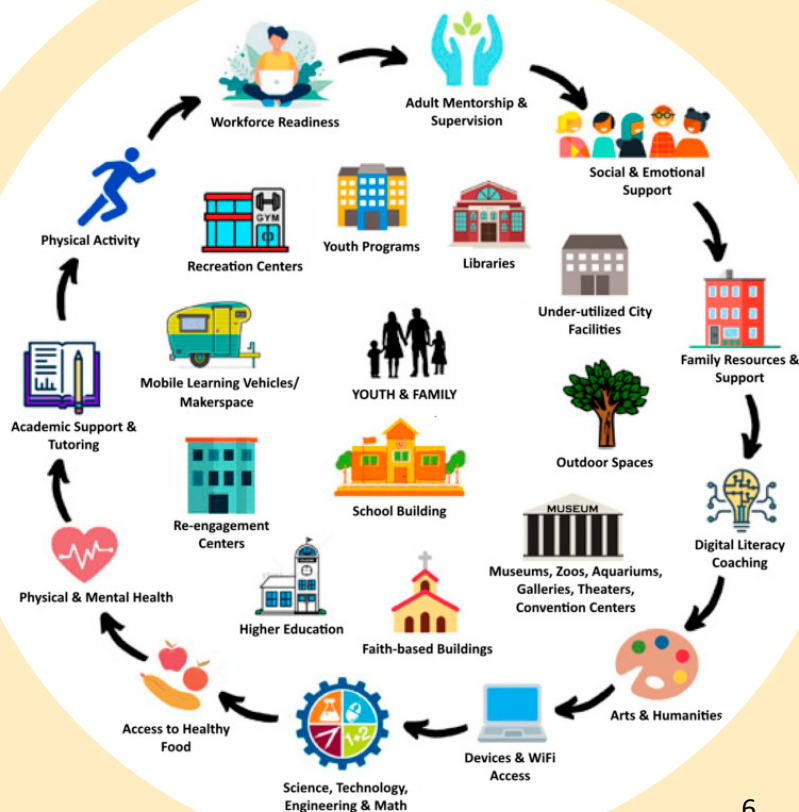 Workforce Readiness
Adult Mentorship &
Supervision
Social & Emotional
Support
Physical Activity
GYM
Recreation Centers
Youth Programs
Libraries
Under-utilized City
Facilities
Family Resources &
Support
Mobile Learning Vehicles/
Makerspace
YOUTH & FAMILY
Academic Support &
Tutoring
Outdoor Spaces
Re-engagement
Centers
School Building
MUSEUM
Museums, Zoos, Aquariums,
Galleries, Theaters,
Convention Centers
Digital Literacy
Coaching
Physical & Mental Health
Higher Education
Faith-based Buildings
Arts & Humanities
Access to Healthy
Food
1+2
Science, Technology,
Engineering & Math
Devices & WiFi
Access
6